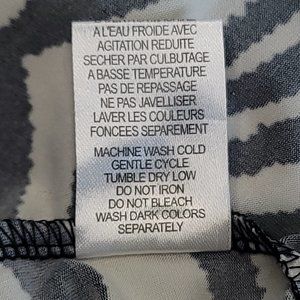 A L'EAU FROIDE AVEC
AGITATION REDUITE
SECHER PAR CULBUTAGE
A BASSE TEMPERATURE
PAS DE REPASSAGE
NE PAS JAVELLISER
LAVER LES COULEURS
FONCEES SEPAREMENT
MACHINE WASH COLD
GENTLE CYCLE
TUMBLE DRY LOW
DO NOT IRON
DO NOT BLEACH
WASH DARK COLORS
SEPARATELY